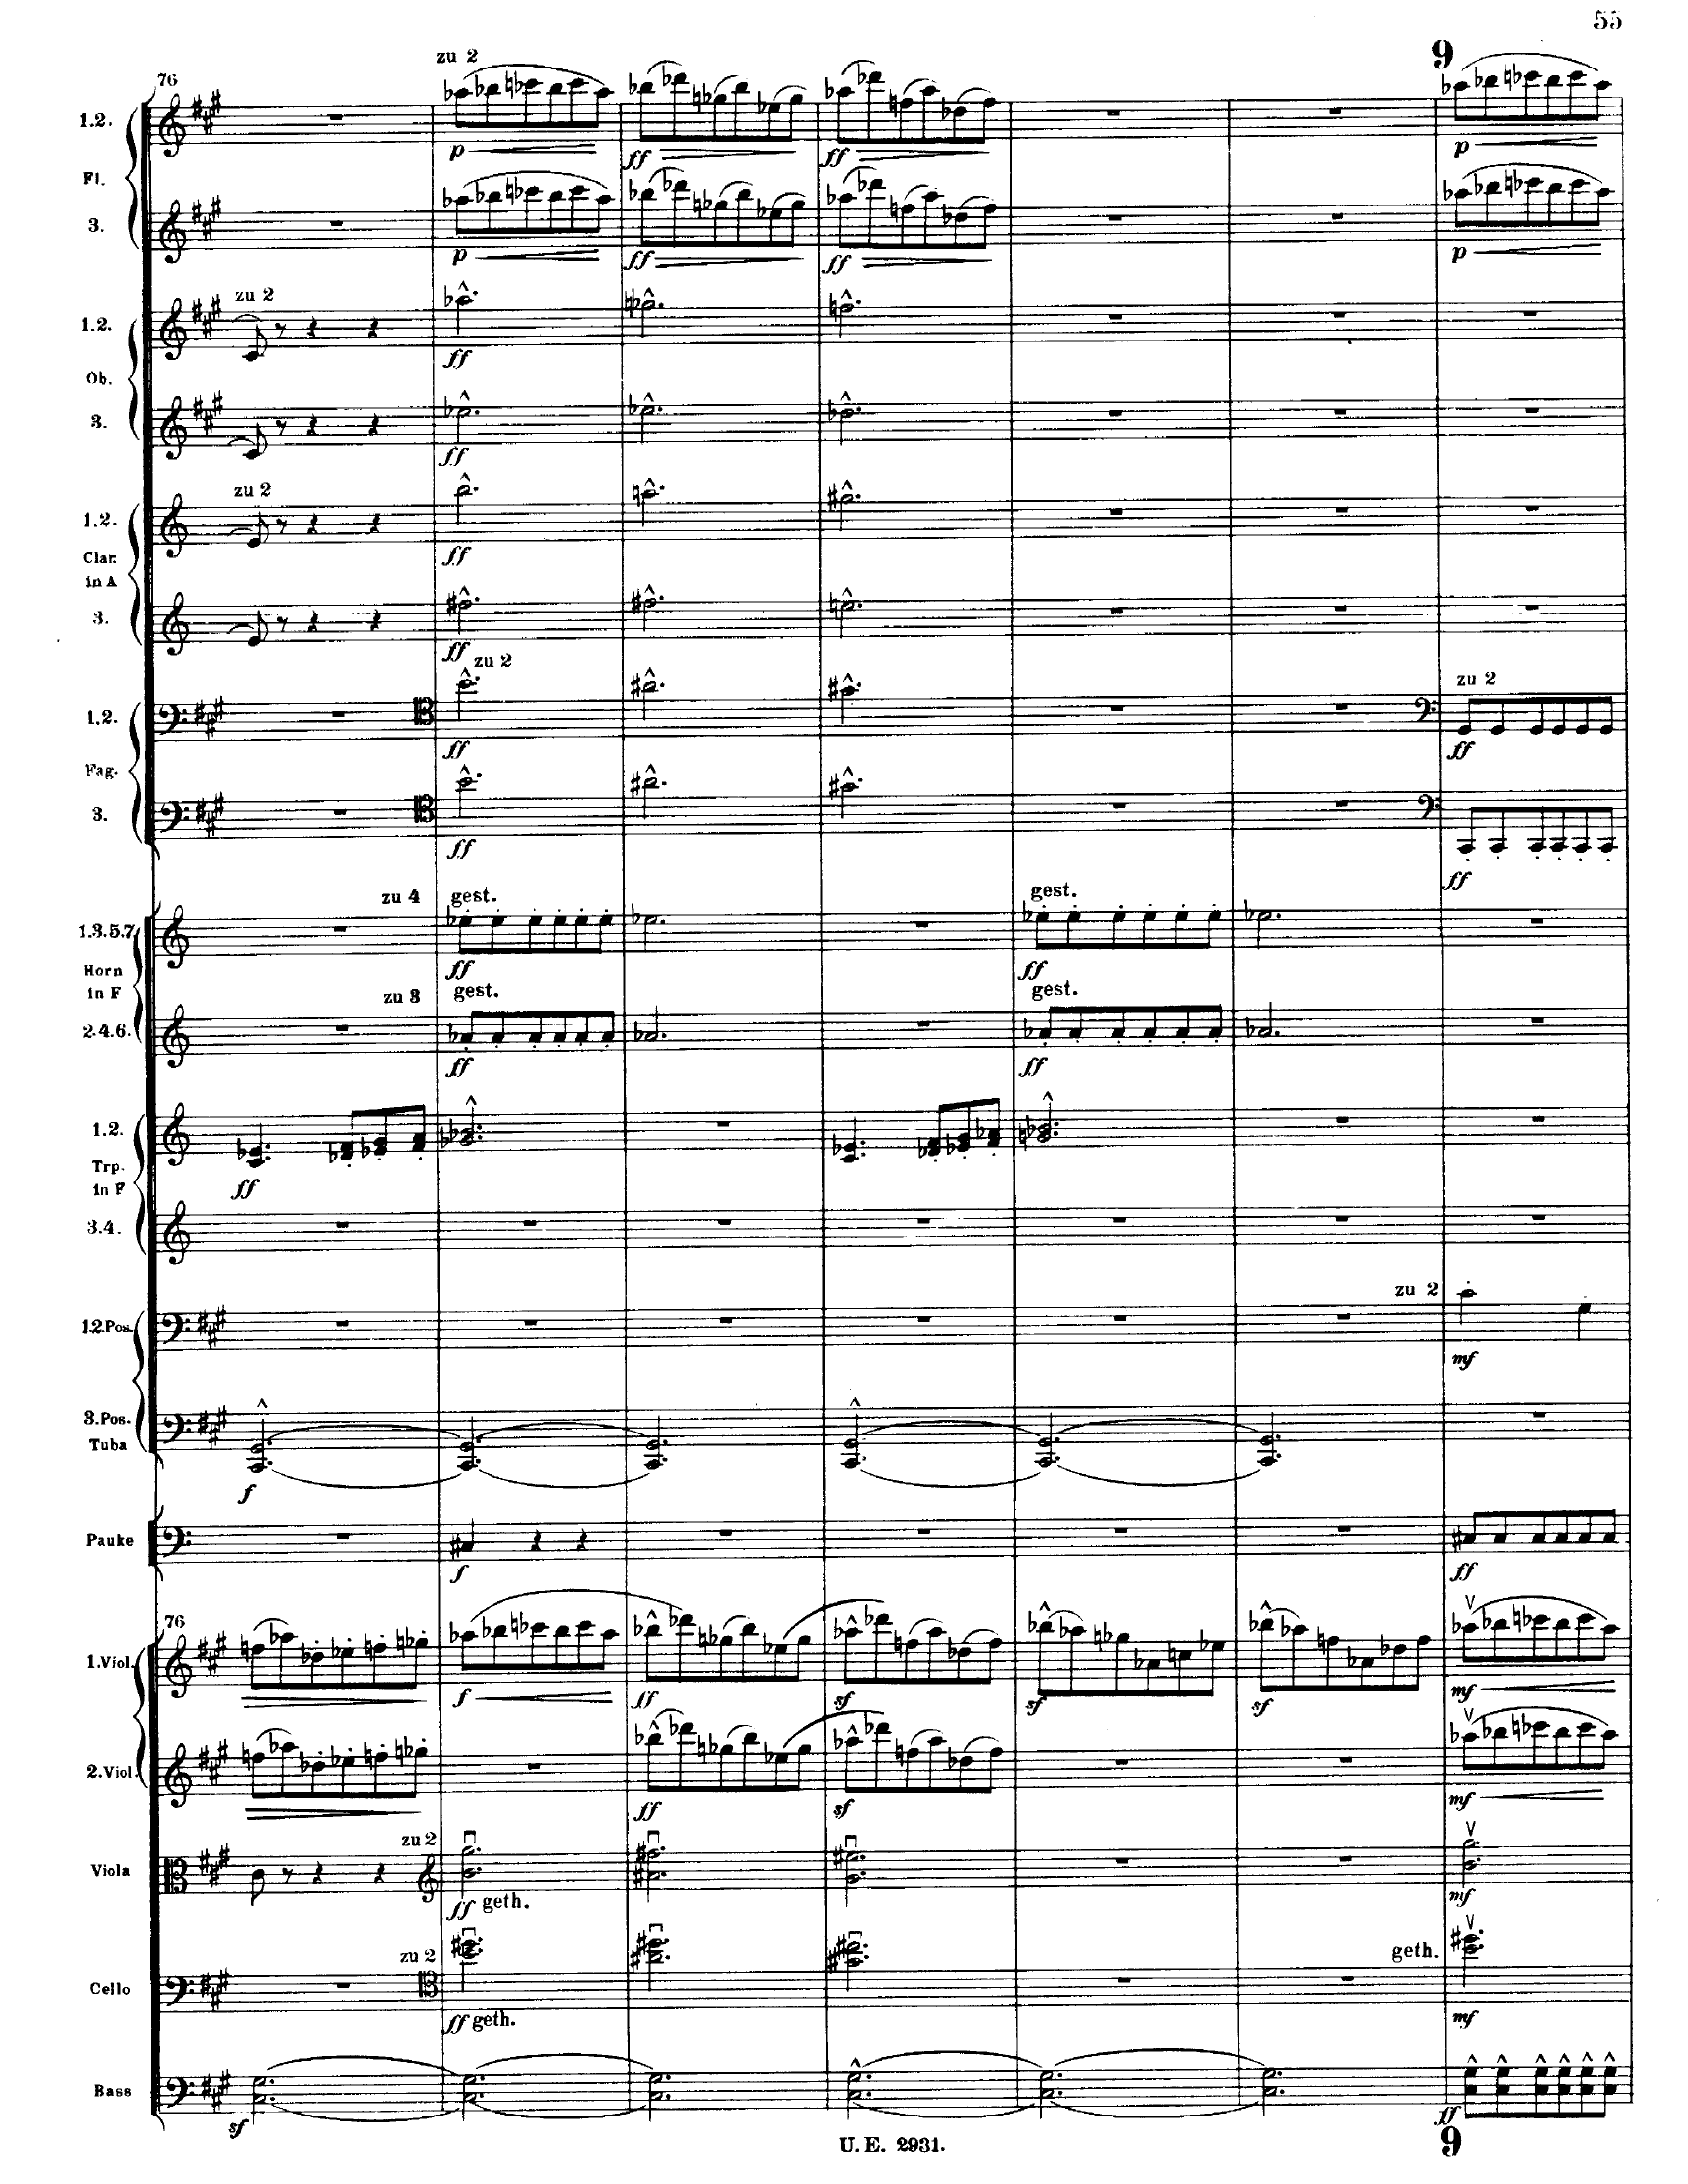 55
zu 2
9
76
1.2.
p
ff
ff
p
Fl.
3.
p
ff
ff
p
zu 2
1.2.
ff
Ob.
3.
ff
zu 2
1.2.
ff
Clar.
in A
3.
ff
zu 2
zu 2
1.2.
ff
ff
Fag.
3.
ff
ff
zu 4 gest. gest.
1.3.5.7.
ff
ff
Horn
in F
zu 3 gest. gest.
2.4.6.
ff
ff
1.2.
Trp.
in F
ff
3.4.
zu 2
1.2.Pos.
mf
3.Pos.
Tuba
f
Pauke
f
ff
76
1.Viol.
f
ff
sf
sf
sf
mf
2.Viol.
ff
sf
mf
zu 2
Viola
ff geth.
mf
zu 2
geth.
Cello
ff geth.
mf
Bass
sf
ff
U. E. 2931.
9